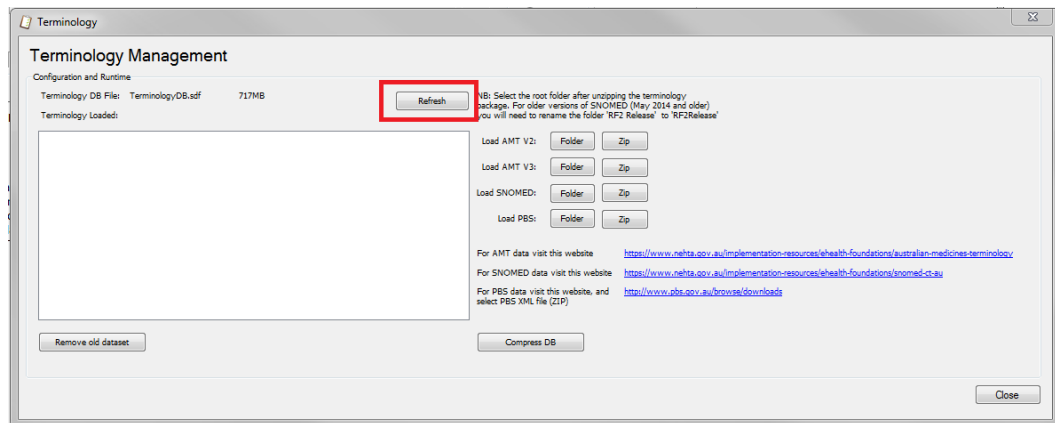 Terminology
Terminology Management
Configuration and Runtime
Terminology DB File: TerminologyDB.sdf 717MB
Refresh
NB: Select the root folder after unzipping the terminology
package. For older versions of SNOMED (May 2014 and older)
you will need to rename the folder 'RF2 Release' to 'RF2Release'
Terminology Loaded:
Load AMT V2: Folder Zip
Load AMT V3: Folder Zip
Load SNOMED: Folder Zip
Load PBS: Folder Zip
For AMT data visit this website https://www.nehta.gov.au/implementation-resources/ehealth-foundations/australian-medicines-terminology
For SNOMED data visit this website https://www.nehta.gov.au/implementation-resources/ehealth-foundations/snomed-ct-au
For PBS data visit this website, and http://www.pbs.gov.au/browse/downloads
select PBS XML file (ZIP)
Remove old dataset
Compress DB
Close